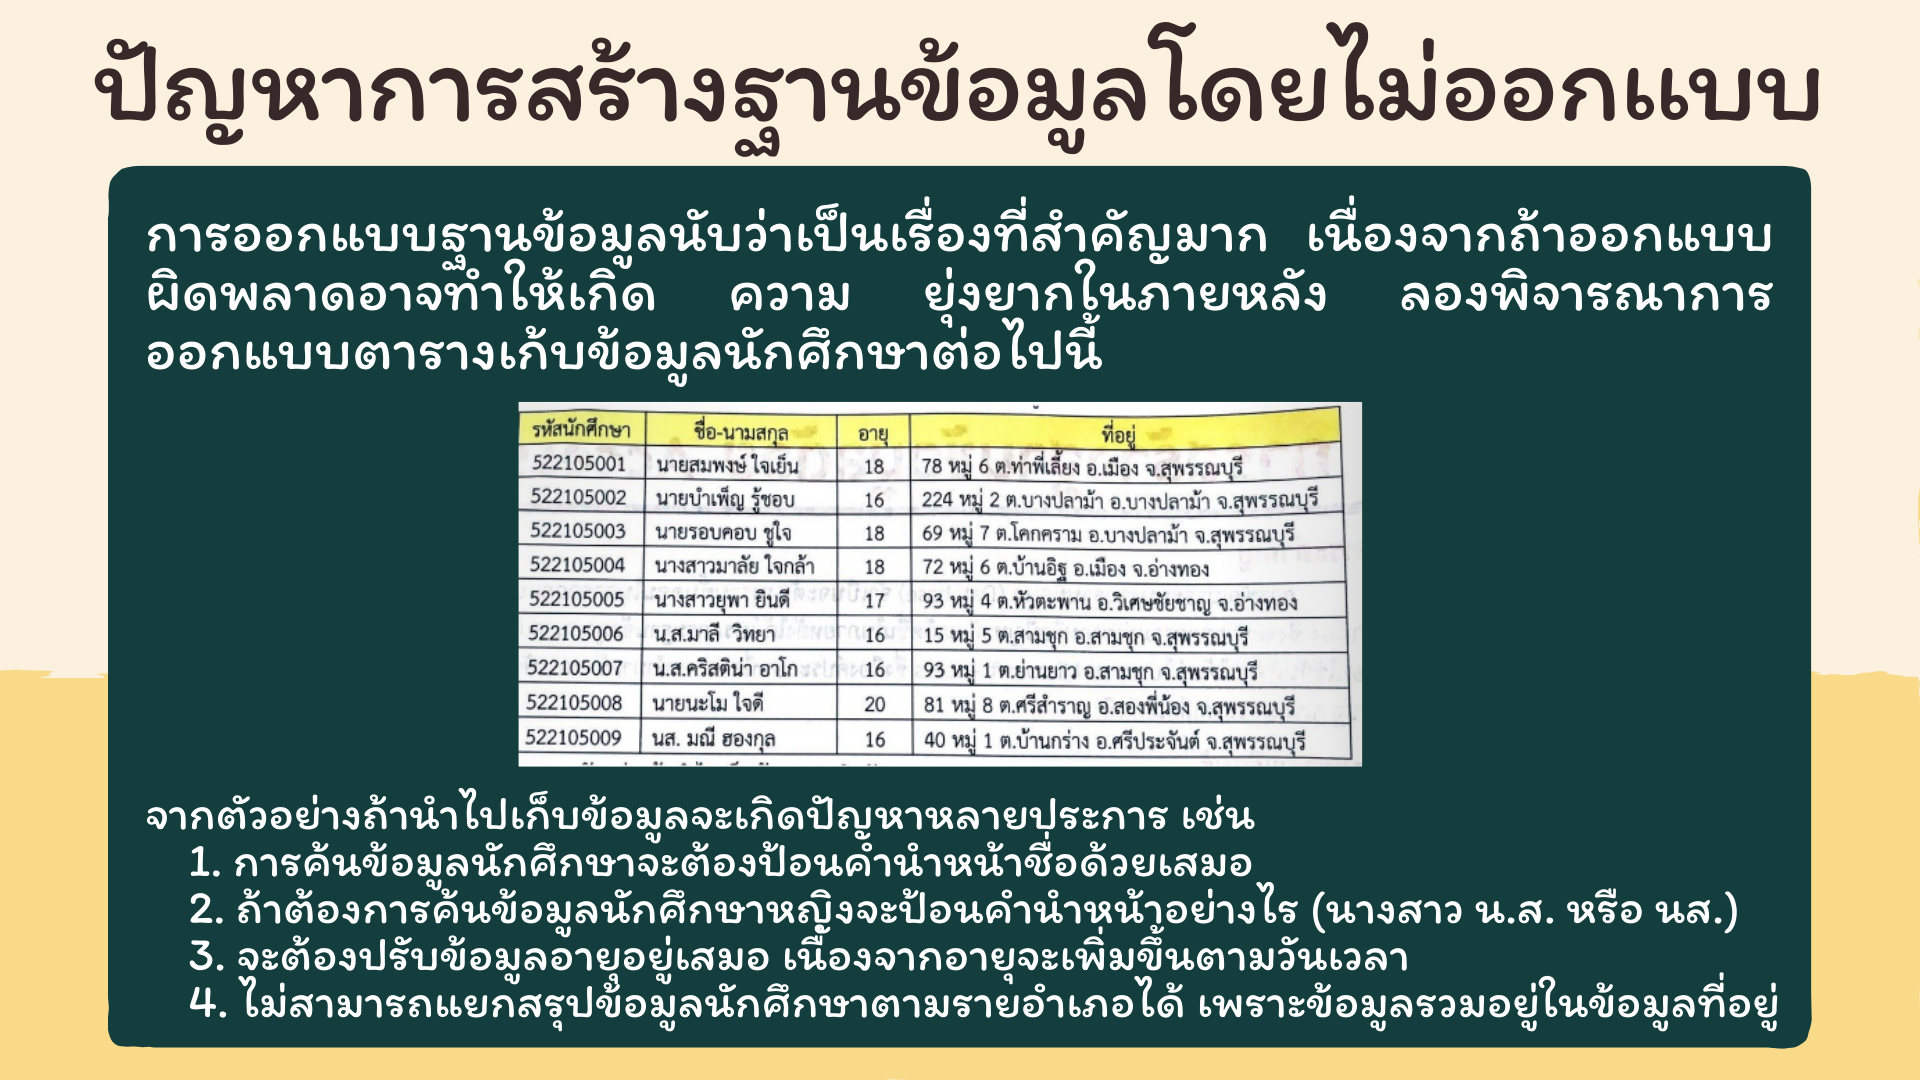 ปัญหาการสร้างฐานข้อมูลโดยไม่ออกแบบ
การออกแบบฐานข้อมูลนับว่าเป็นเรื่องที่สำคัญมาก เนื่องจากถ้าออกแบบ
ผิดพลาดอาจทำให้เกิด ความ ยุ่งยากในภายหลัง ลองพิจารณาการ
ออกแบบตารางเก้บข้อมูลนักศึกษาต่อไปนี้
รหัสนักศึกษา ชื่อ-นามสกุล อายุ ที่อยู่
522105001 นายสมพงษ์ ใจเย็น 18 78 หมู่ 6 ต.ท่าพี่เลี้ยง อ.เมือง จ.สุพรรณบุรี
522105002 นายบำเพ็ญ รู้ชอบ 16 224 หมู่ 2 ต.บางปลาม้า อ.บางปลาม้า จ.สุพรรณบุรี
522105003 นายรอบคอบ ชูใจ 18 69 หมู่ 7 ต.โคกคราม อ.บางปลาม้า จ.สุพรรณบุรี
522105004 นางสาวมาลัย ใจกล้า 18 72 หมู่ 6 ต.บ้านอิฐ อ.เมือง จ.อ่างทอง
522105005 นางสาวยุพา ยินดี 17 93 หมู่ 4 ต.หัวตะพาน อ.วิเศษชัยชาญ จ.อ่างทอง
522105006 น.ส.มาลี วิทยา 16 15 หมู่ 5 ต.สามชุก อ.สามชุก จ.สุพรรณบุรี
522105007 น.ส.คริสติน่า อาโก 16 93 หมู่ 1 ต.ย่านยาว อ.สามชุก จ.สุพรรณบุรี
522105008 นายนะโม ใจดี 20 81 หมู่ 8 ต.ศรีสำราญ อ.สองพี่น้อง จ.สุพรรณบุรี
522105009 นส. มณี ฮองกุล 16 40 หมู่ 1 ต.บ้านกร่าง อ.ศรีประจันต์ จ.สุพรรณบุรี
จากตัวอย่างถ้านำไปเก็บข้อมูลจะเกิดปัญหาหลายประการ เช่น
1. การค้นข้อมูลนักศึกษาจะต้องป้อนคำนำหน้าชื่อด้วยเสมอ
2. ถ้าต้องการค้นข้อมูลนักศึกษาหญิงจะป้อนคำนำหน้าอย่างไร (นางสาว น.ส. หรือ นส.)
3. จะต้องปรับข้อมูลอายุอยู่เสมอ เนื่องจากอายุจะเพิ่มขึ้นตามวันเวลา
4. ไม่สามารถแยกสรุปข้อมูลนักศึกษาตามรายอำเภอได้ เพราะข้อมูลรวมอยู่ในข้อมูลที่อยู่